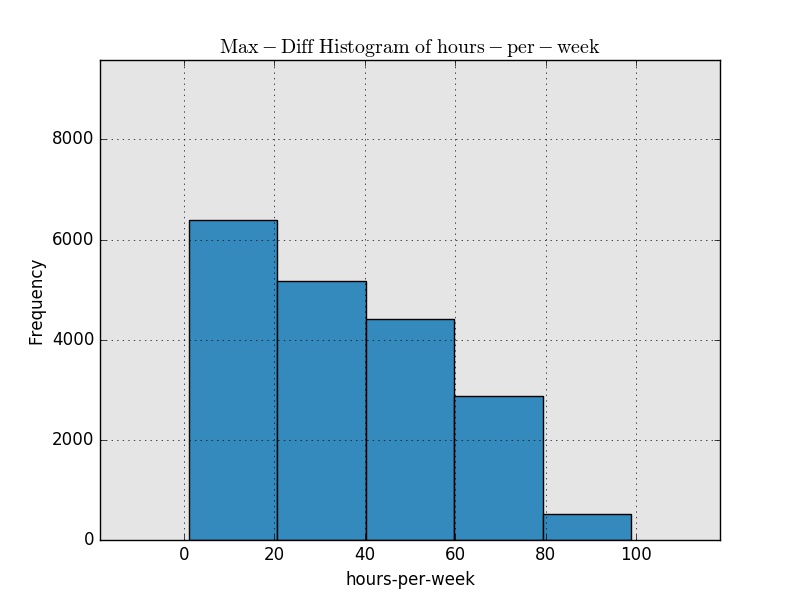 Max − Diff Histogram of hours − per − week
8000
6000
4000
2000
0
Frequency
0 20 40 60 80 100
hours-per-week